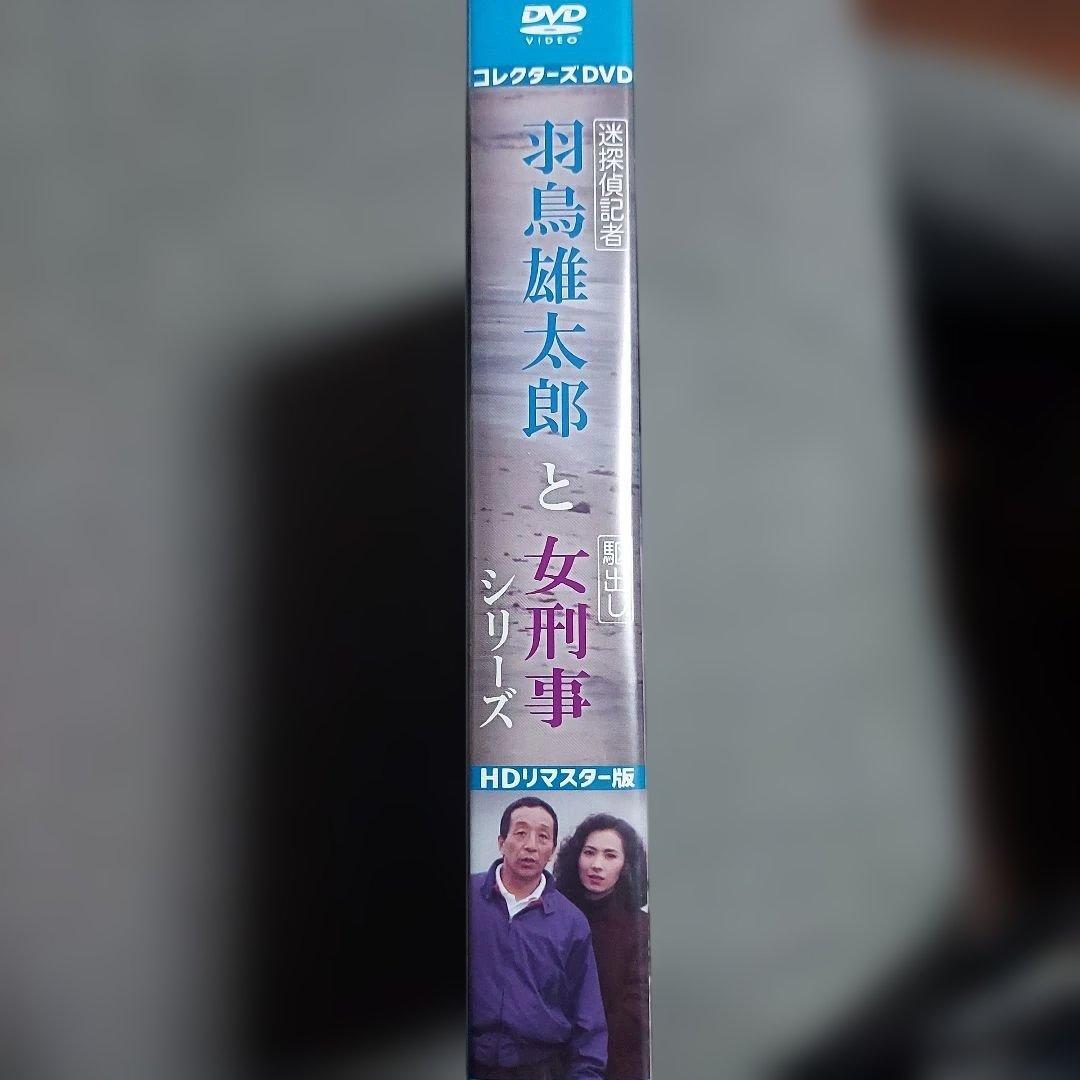 DVD
VIDEO
コレクターズDVD
迷探偵記者
羽鳥雄太郎と
駆出し
女刑事
シリーズ
HDリマスター版